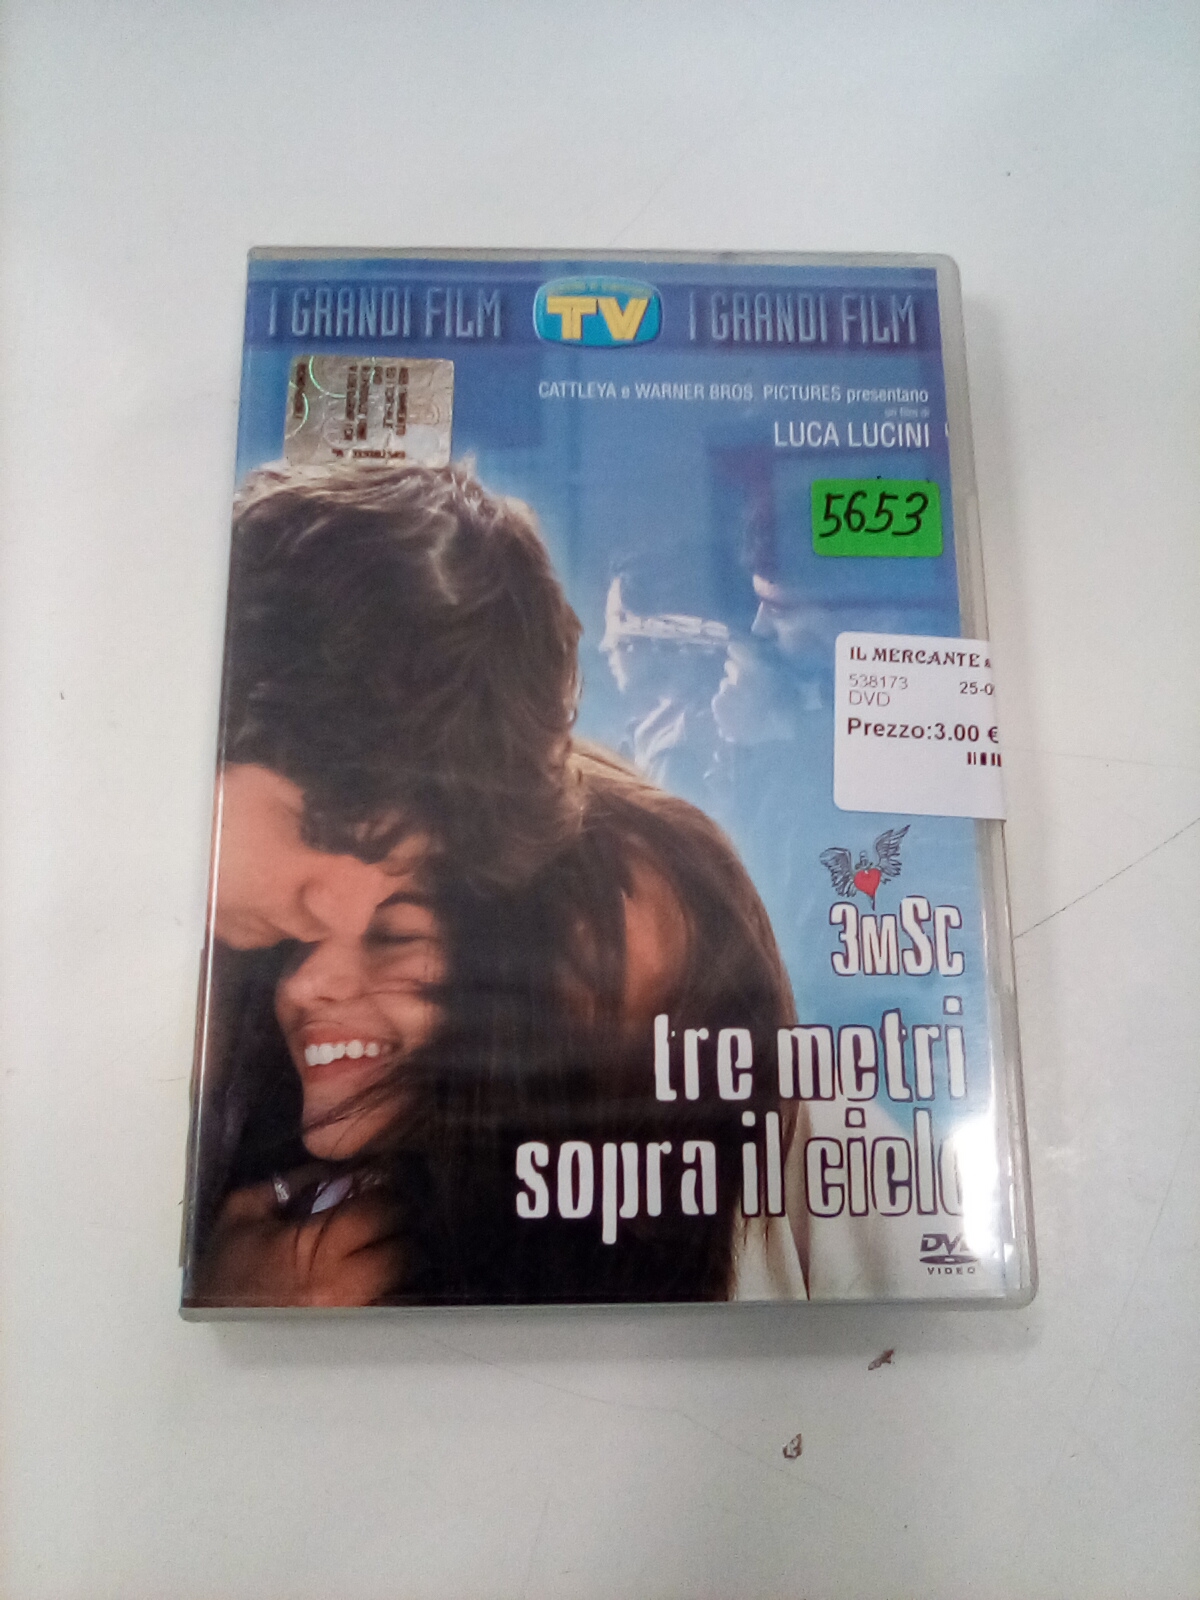 I GRANDI FILM
TV
I GRANDI FILM
CATTLEYA e WARNER BROS. PICTURES presentano
un film di
LUCA LUCINI
5653
IL MERCANTE
538173 25-0
DVD
Prezzo:3.00 €
3MSC
tre metri
sopra il cielo
DVD
VIDEO